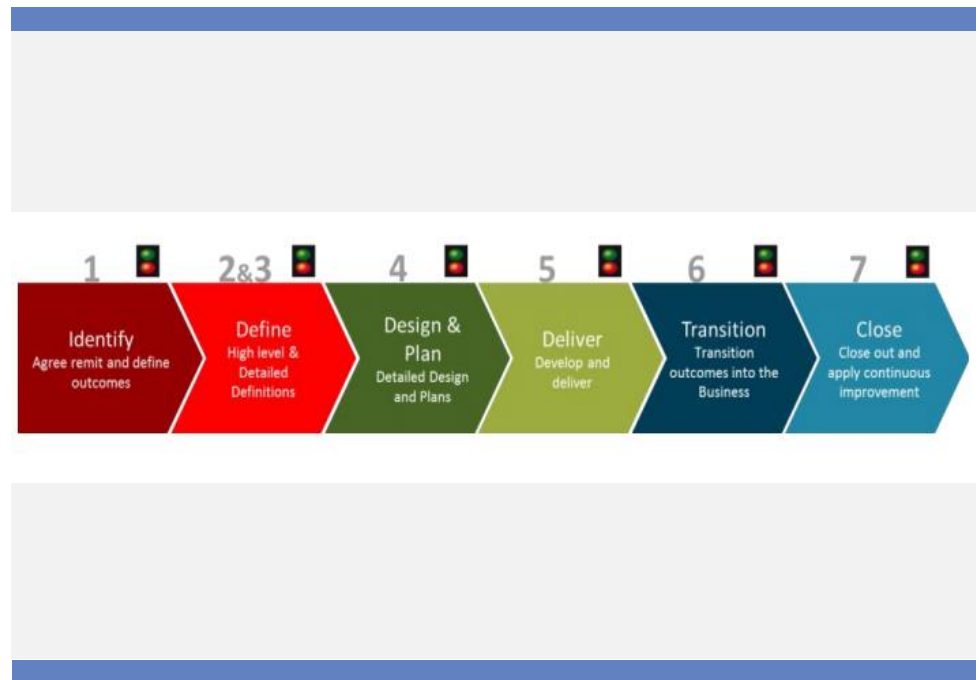 1
2&3
4
5
6
7
Identify
Agree remit and define
outcomes
Define
High level &
Detailed
Definitions
Design &
Plan
Detailed Design
and Plans
Deliver
Develop and
deliver
Transition
Transition
outcomes into the
Business
Close
Close out and
apply continuous
improvement